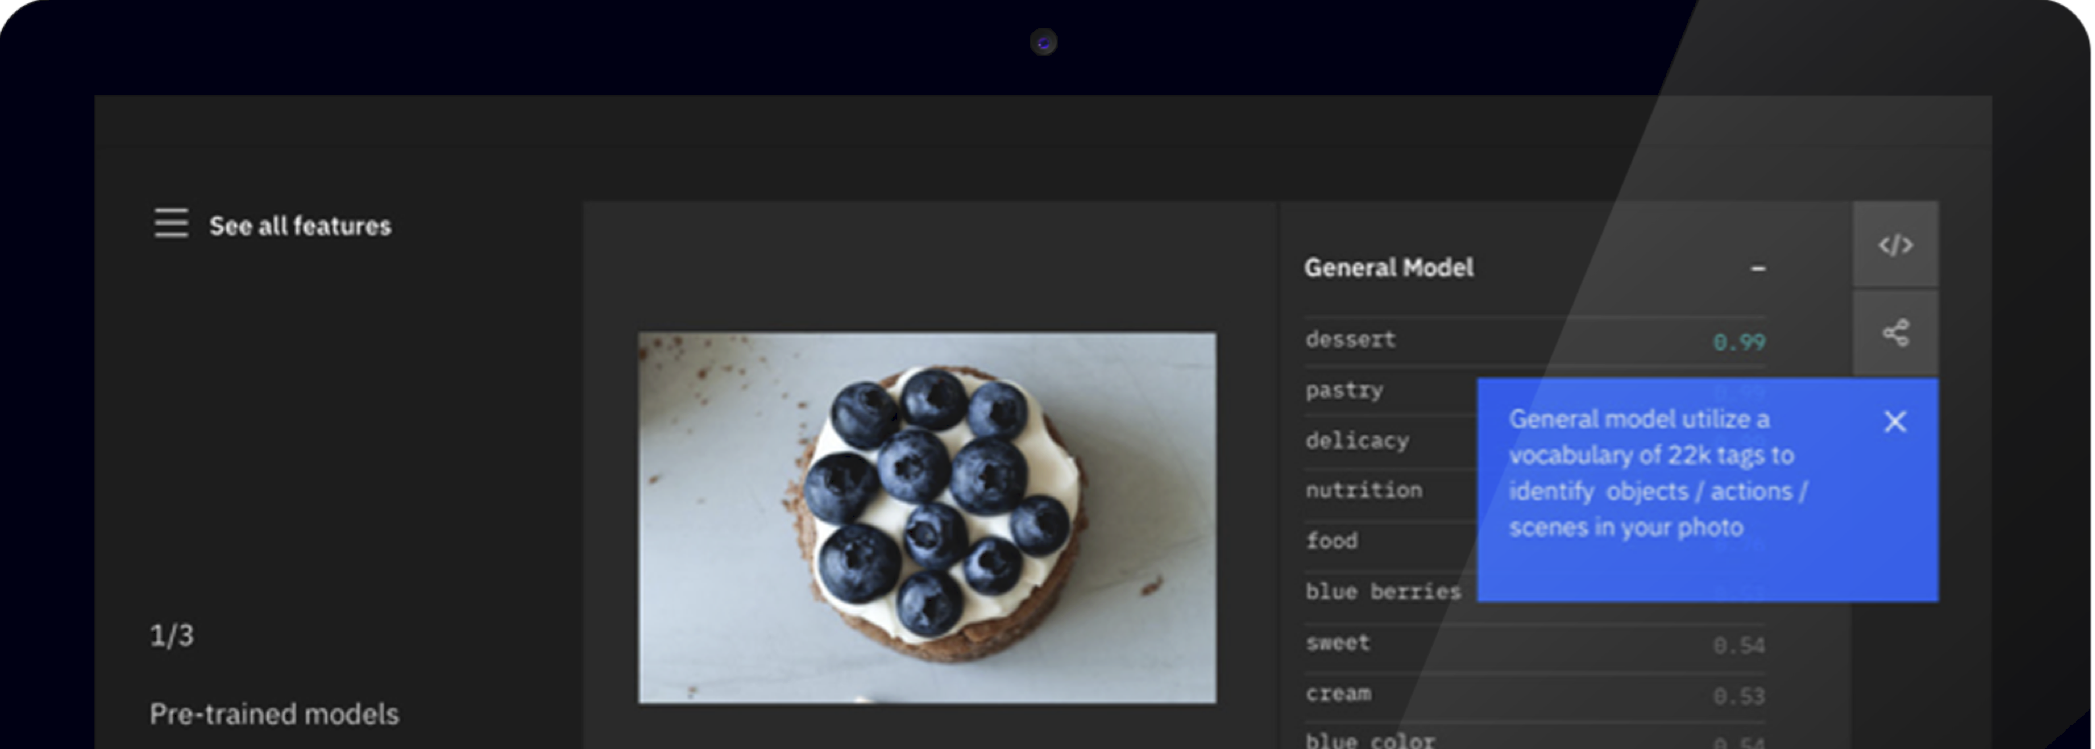 See all features
1/3
Pre-trained models
General Model
dessert 0.99
pastry
delicacy
nutrition
food
blue berries
sweet 0.54
cream 0.53
blue color 0.54
General model utilize a
vocabulary of 22k tags to
identify objects / actions /
scenes in your photo